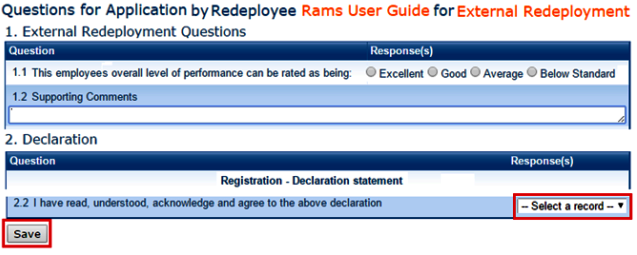 Questions for Application by Redeployee Rams User Guide for External Redeployment
1. External Redeployment Questions
Question Response(s)
1.1 This employees overall level of performance can be rated as being: Excellent Good Average Below Standard
1.2 Supporting Comments
2. Declaration
Question Response(s)
Registration - Declaration statement
2.2 I have read, understood, acknowledge and agree to the above declaration -- Select a record --
Save